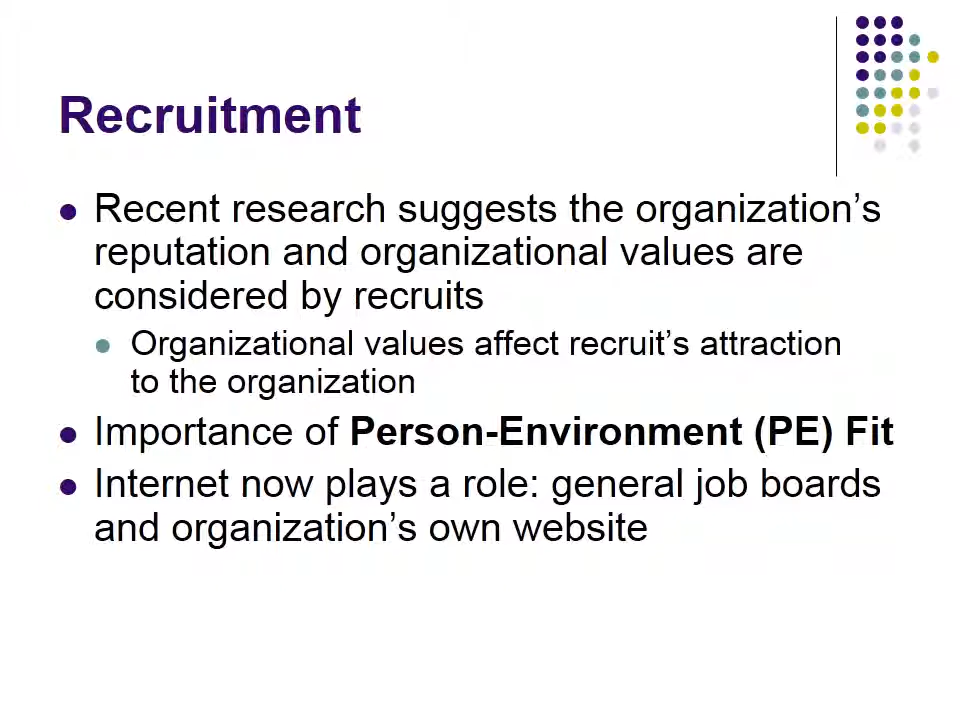 Recruitment
Recent research suggests the organization's
reputation and organizational values are
considered by recruits
Organizational values affect recruit's attraction
to the organization
Importance of Person-Environment (PE) Fit
Internet now plays a role: general job boards
and organization's own website